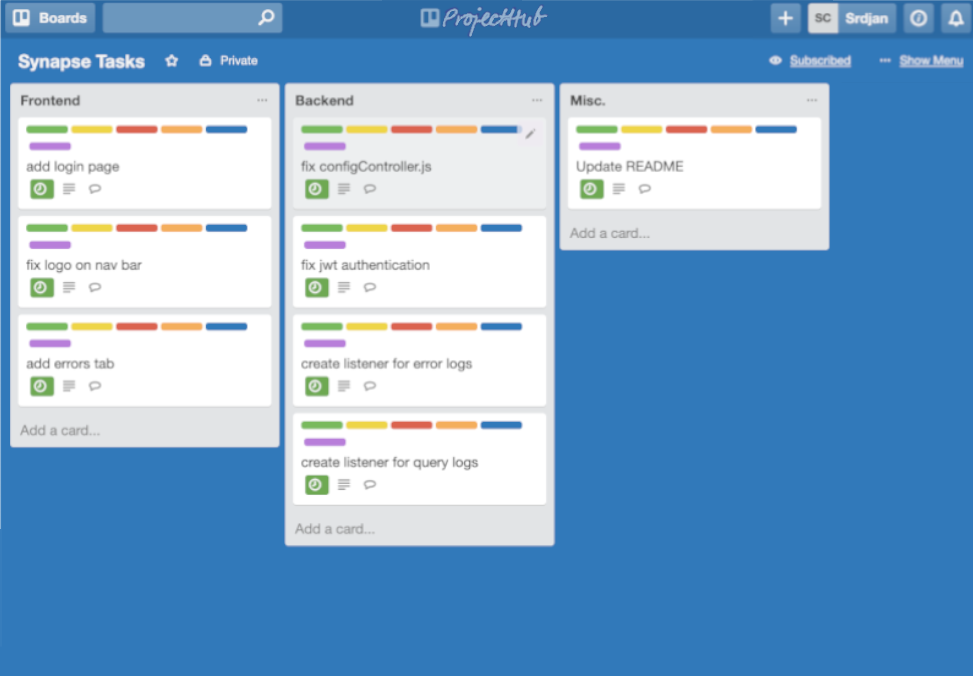 Boards
ProjectHub
SC Srdjan
Synapse Tasks Private Subscribed ... Show Menu
Frontend ...
add login page
fix logo on nav bar
add errors tab
Add a card...
Backend ...
fix configController.js
fix jwt authentication
create listener for error logs
create listener for query logs
Add a card...
Misc. ...
Update README
Add a card...